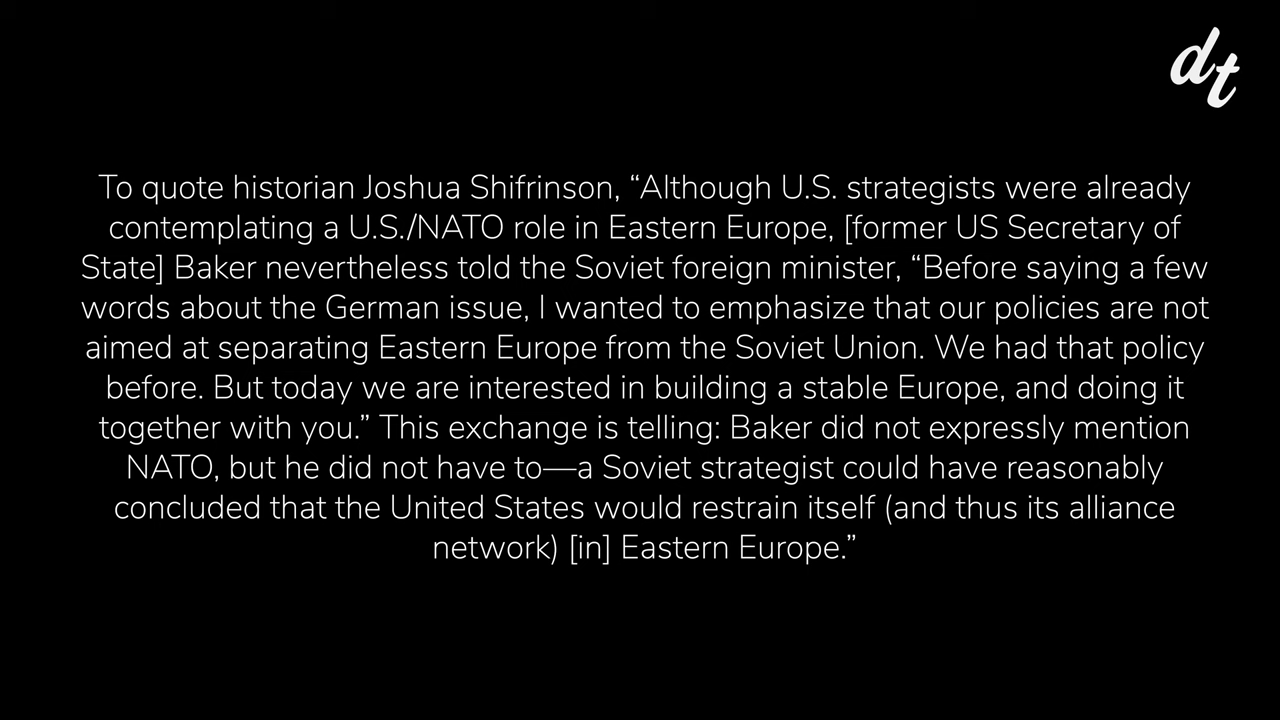 dt
To quote historian Joshua Shifrinson, “Although U.S. strategists were already
contemplating a U.S./NATO role in Eastern Europe, [former US Secretary of
State] Baker nevertheless told the Soviet foreign minister, “Before saying a few
words about the German issue, I wanted to emphasize that our policies are not
aimed at separating Eastern Europe from the Soviet Union. We had that policy
before. But today we are interested in building a stable Europe, and doing it
together with you.” This exchange is telling: Baker did not expressly mention
NATO, but he did not have to—a Soviet strategist could have reasonably
concluded that the United States would restrain itself (and thus its alliance
network) [in] Eastern Europe.”